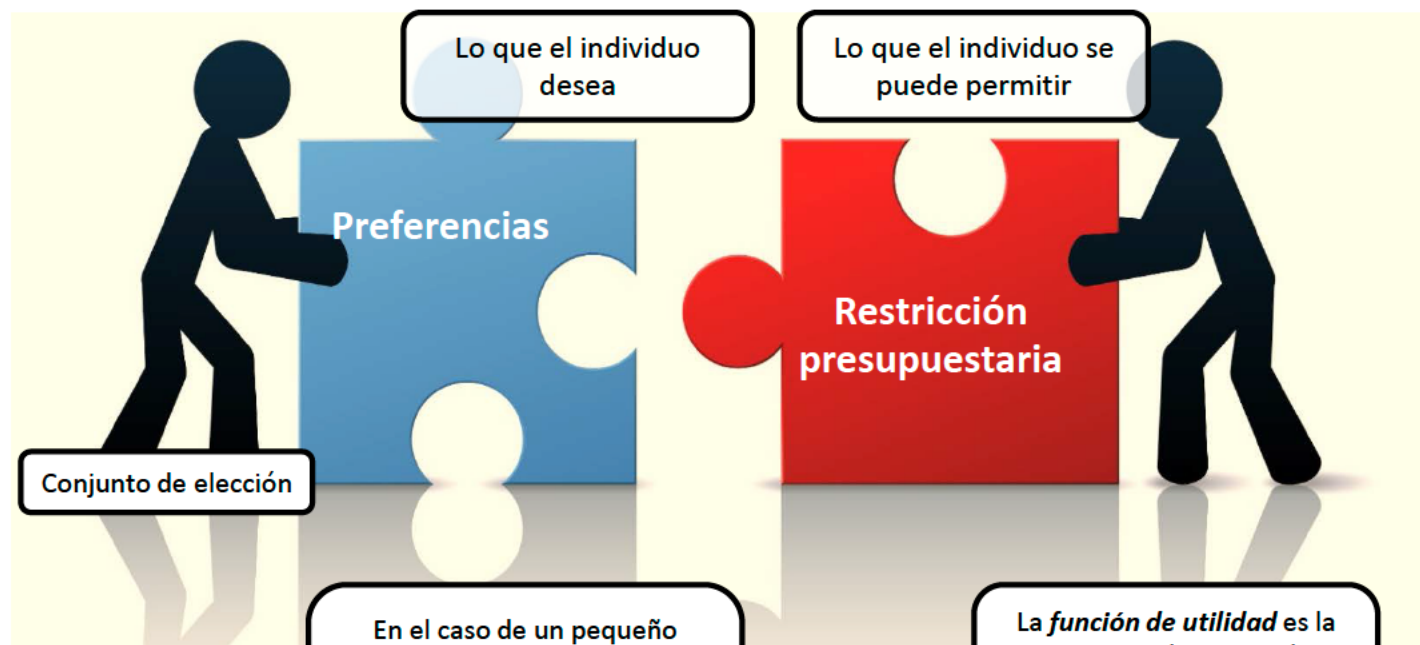 Lo que el individuo
desea
Lo que el individuo se
puede permitir
Preferencias
Restricción
presupuestaria
Conjunto de elección
En el caso de un pequeño
La función de utilidad es la